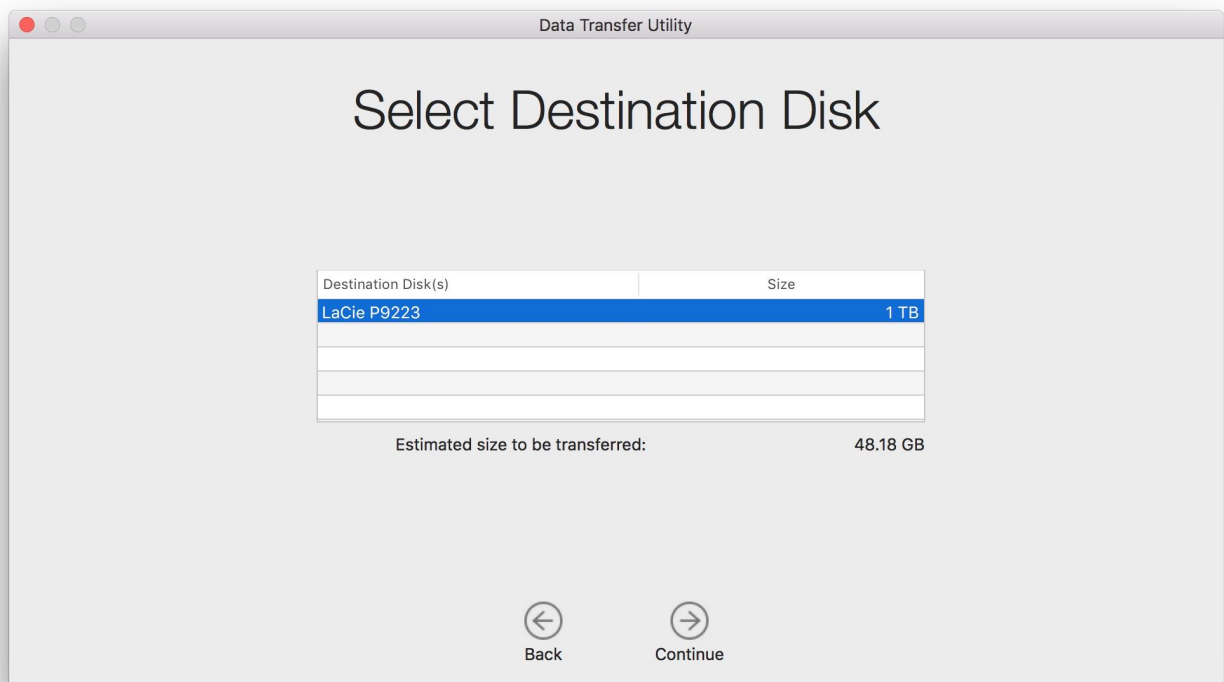 Data Transfer Utility
Select Destination Disk
Destination Disk(s) Size
LaCie P9223 1 TB
Estimated size to be transferred: 48.18 GB
Back Continue